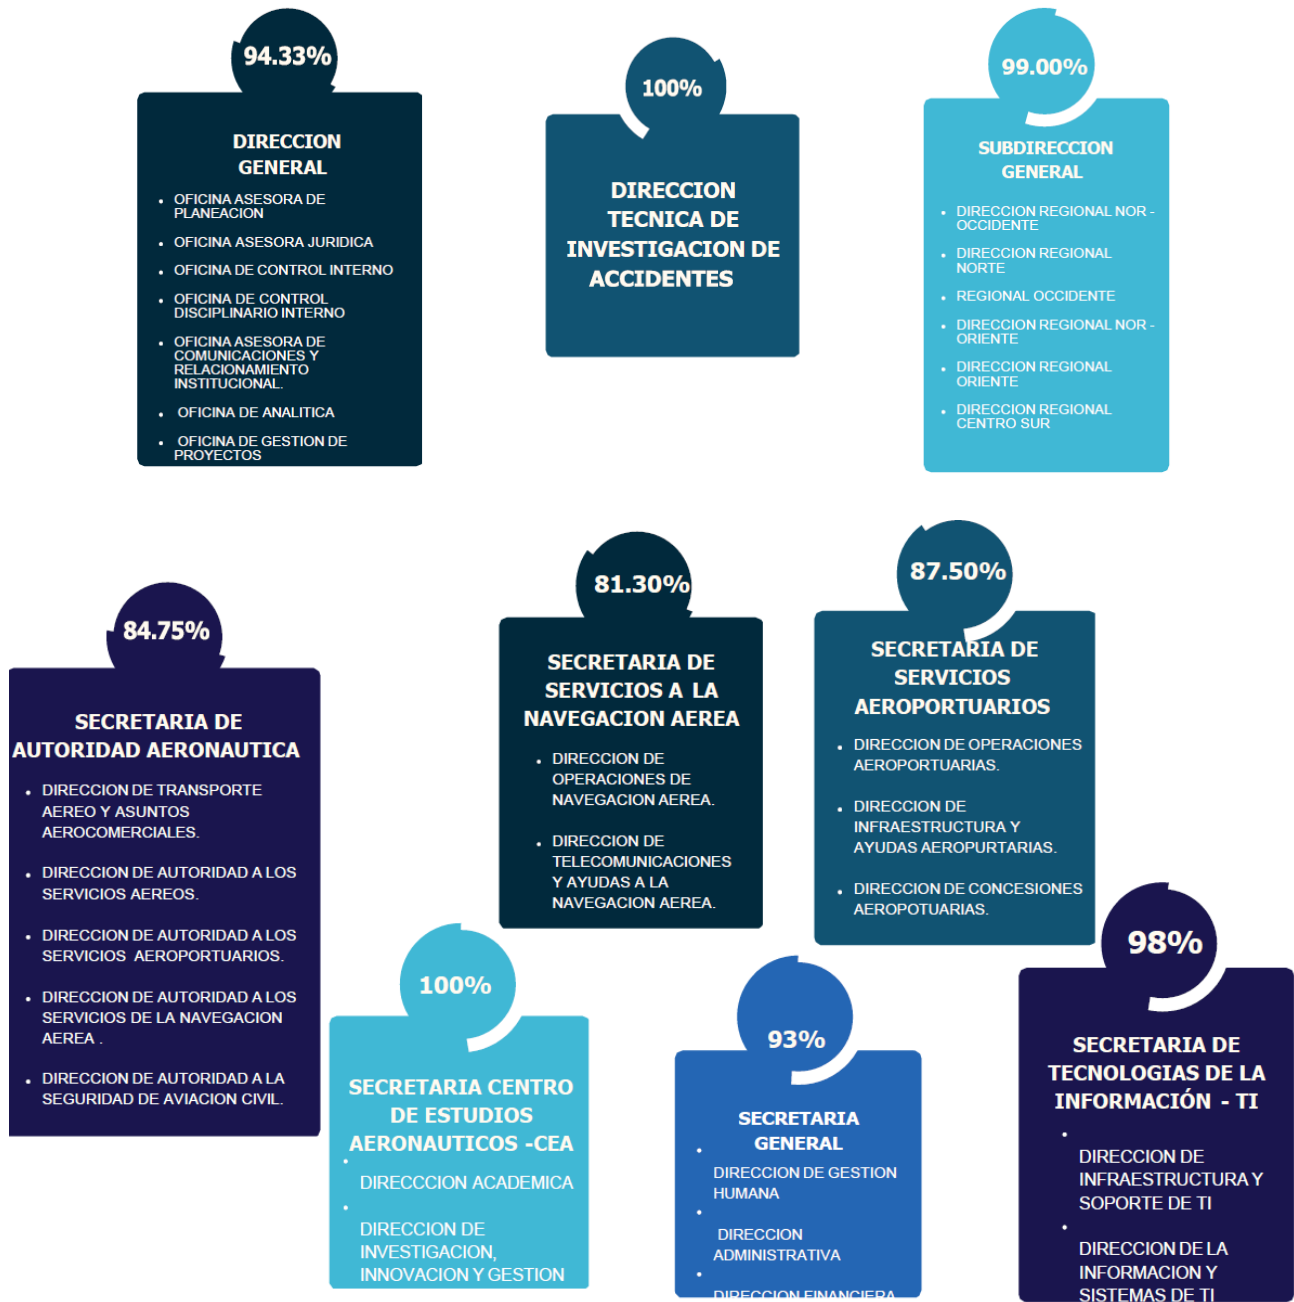 94.33%
DIRECCION
GENERAL
• OFICINA ASESORA DE
PLANEACION
• OFICINA ASESORA JURIDICA
• OFICINA DE CONTROL INTERNO
• OFICINA DE CONTROL
DISCIPLINARIO INTERNO
• OFICINA ASESORA DE
COMUNICACIONES Y
RELACIONAMIENTO
INSTITUCIONAL.
• OFICINA DE ANALITICA
• OFICINA DE GESTION DE
PROYECTOS
100%
DIRECCION
TECNICA DE
INVESTIGACION DE
ACCIDENTES
99.00%
SUBDIRECCION
GENERAL
• DIRECCION REGIONAL NOR -
OCCIDENTE
• DIRECCION REGIONAL
NORTE
• REGIONAL OCCIDENTE
• DIRECCION REGIONAL NOR -
ORIENTE
• DIRECCION REGIONAL
ORIENTE
• DIRECCION REGIONAL
CENTRO SUR
84.75%
SECRETARIA DE
AUTORIDAD AERONAUTICA
• DIRECCION DE TRANSPORTE
AEREO Y ASUNTOS
AEROCOMERCIALES.
• DIRECCION DE AUTORIDAD A LOS
SERVICIOS AEREOS.
• DIRECCION DE AUTORIDAD A LOS
SERVICIOS AEROPORTUARIOS.
• DIRECCION DE AUTORIDAD A LOS
SERVICIOS DE LA NAVEGACION
AEREA .
• DIRECCION DE AUTORIDAD A LA
SEGURIDAD DE AVIACION CIVIL.
81.30%
SECRETARIA DE
SERVICIOS A LA
NAVEGACION AEREA
• DIRECCION DE
OPERACIONES DE
NAVEGACION AEREA.
• DIRECCION DE
TELECOMUNICACIONES
Y AYUDAS A LA
NAVEGACION AEREA.
87.50%
SECRETARIA DE
SERVICIOS
AEROPORTUARIOS
• DIRECCION DE OPERACIONES
AEROPORTUARIAS.
• DIRECCION DE
INFRAESTRUCTURA Y
AYUDAS AEROPURTARIAS.
• DIRECCION DE CONCESIONES
AEROPOTUARIAS.
100%
SECRETARIA CENTRO
DE ESTUDIOS
AERONAUTICOS -CEA
• DIRECCCION ACADEMICA
• DIRECCION DE
INVESTIGACION,
INNOVACION Y GESTION
93%
SECRETARIA
GENERAL
• DIRECCION DE GESTION
HUMANA
• DIRECCION
ADMINISTRATIVA
• DIRECCION FINANCIERA
98%
SECRETARIA DE
TECNOLOGIAS DE LA
INFORMACIÓN - TI
• DIRECCION DE
INFRAESTRUCTURA Y
SOPORTE DE TI
• DIRECCION DE LA
INFORMACION Y
SISTEMAS DE TI